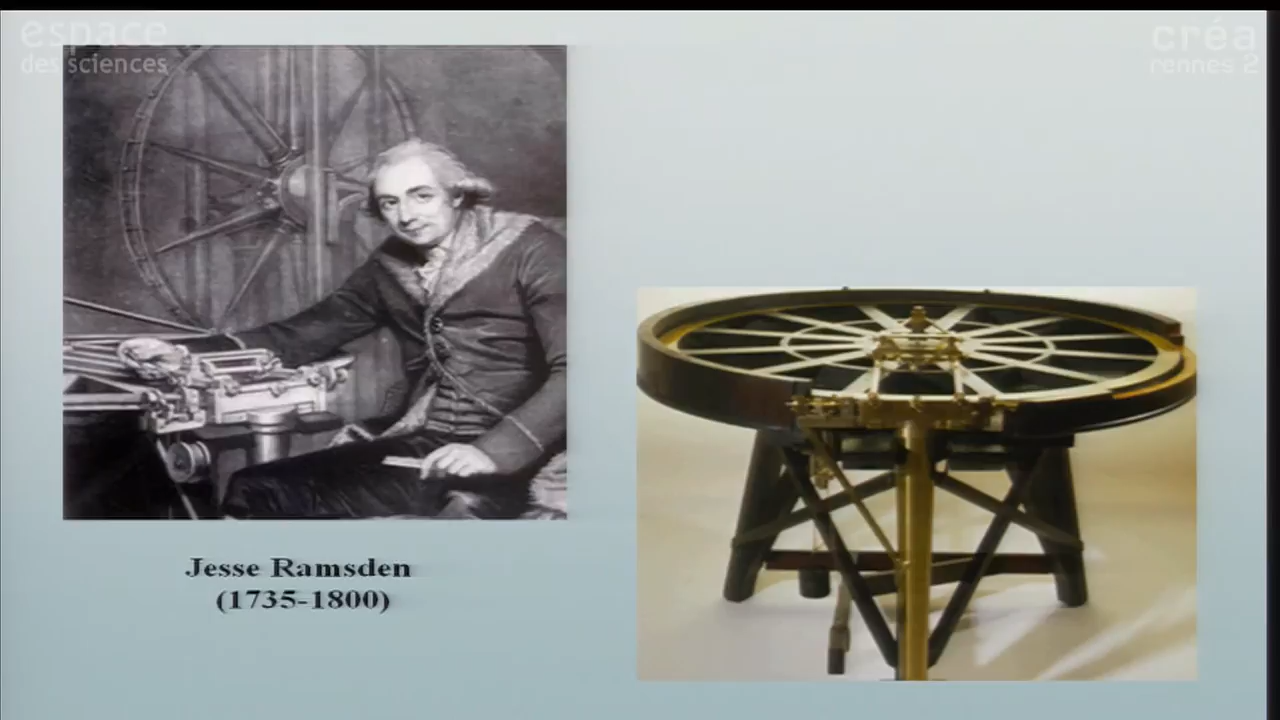 espace
des sciences
créa
rennes 2
Jesse Ramsden
(1735-1800)